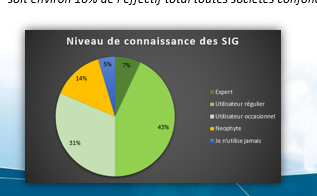 soit environ 10% de l'effectif total toutes sociétés confon
Niveau de connaissance des SIG
5%
7%
14%
43%
31%
Expert
Utilisateur régulier
Utilisateur occasionnel
Neophyte
Je n'utilise jamais